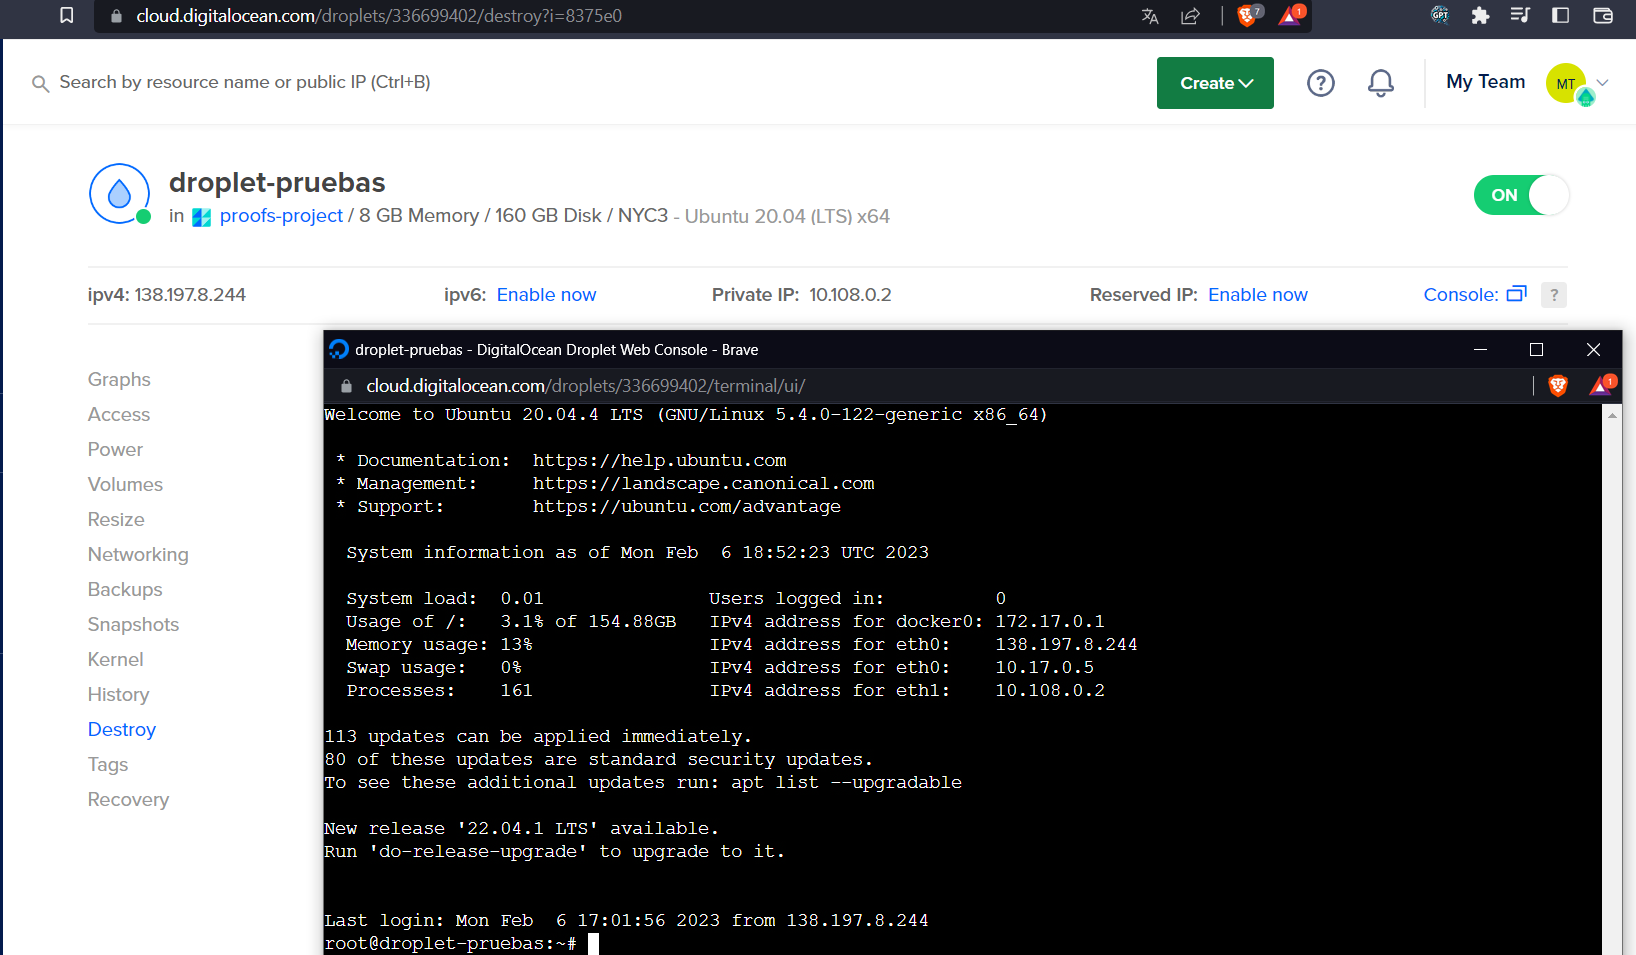 cloud.digitalocean.com/droplets/336699402/destroy?i=8375e0
7
1
GPT
Search by resource name or public IP (Ctrl+B)
Create
?
My Team
MT
droplet-pruebas
in proofs-project / 8 GB Memory / 160 GB Disk / NYC3 - Ubuntu 20.04 (LTS) x64
ON
ipv4: 138.197.8.244
ipv6: Enable now
Private IP: 10.108.0.2
Reserved IP: Enable now
Console:
?
Graphs
Access
Power
Volumes
Resize
Networking
Backups
Snapshots
Kernel
History
Destroy
Tags
Recovery
droplet-pruebas - DigitalOcean Droplet Web Console - Brave
cloud.digitalocean.com/droplets/336699402/terminal/ui/
1
Welcome to Ubuntu 20.04.4 LTS (GNU/Linux 5.4.0-122-generic x86_64)
* Documentation:  https://help.ubuntu.com
* Management:     https://landscape.canonical.com
* Support:        https://ubuntu.com/advantage
System information as of Mon Feb  6 18:52:23 UTC 2023
System load:  0.01               Users logged in:          0
Usage of /:   3.1% of 154.88GB   IPv4 address for docker0: 172.17.0.1
Memory usage: 13%                IPv4 address for eth0:    138.197.8.244
Swap usage:   0%                 IPv4 address for eth0:    10.17.0.5
Processes:    161                IPv4 address for eth1:    10.108.0.2
113 updates can be applied immediately.
80 of these updates are standard security updates.
To see these additional updates run: apt list --upgradable
New release '22.04.1 LTS' available.
Run 'do-release-upgrade' to upgrade to it.
Last login: Mon Feb  6 17:01:56 2023 from 138.197.8.244
root@droplet-pruebas:~#